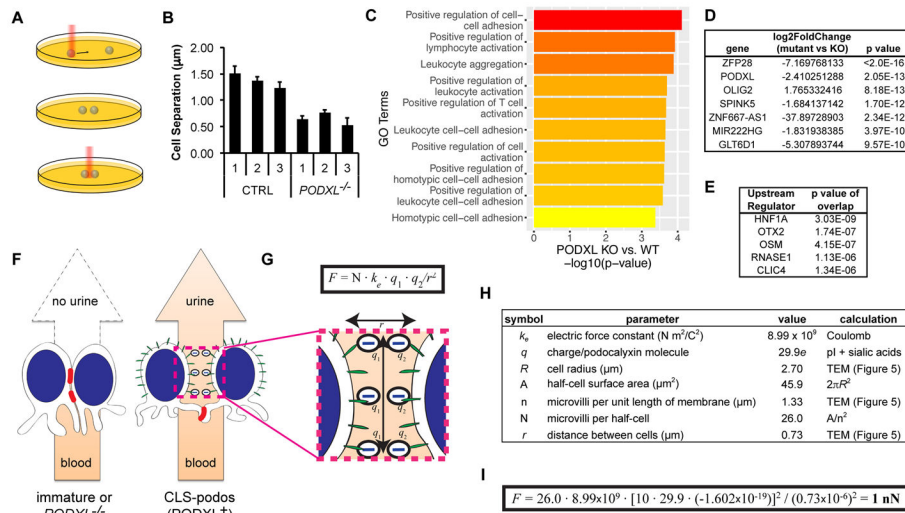 A
B
Cell Separation (µm)
2.00
1.50
1.00
0.50
0.00
1 2 3 1 2 3
CTRL PODXL-/-
C
GO Terms
Positive regulation of cell-
cell adhesion
Positive regulation of
lymphocyte activation
Leukocyte aggregation
Positive regulation of
leukocyte activation
Positive regulation of T cell
activation
Leukocyte cell-cell adhesion
Positive regulation of cell
activation
Positive regulation of
homotypic cell-cell adhesion
Positive regulation of
leukocyte cell-cell adhesion
Homotypic cell-cell adhesion
0 1 2 3 4
PODXL KO vs. WT
-log10(p-value)
D
log2FoldChange
gene (mutant vs KO) p value
ZFP28 -7.169768133 <2.0E-16
PODXL -2.410251288 2.05E-13
OLIG2 1.765332416 8.18E-13
SPINK5 -1.684137142 1.70E-12
ZNF667-AS1 -37.89728903 2.34E-12
MIR222HG -1.831938385 3.97E-10
GLT6D1 -5.307893744 9.57E-10
E
Upstream p value of
Regulator overlap
HNF1A 3.03E-09
OTX2 1.74E-07
OSM 4.15E-07
RNASE1 1.13E-06
CLIC4 1.34E-06
F
no urine
urine
blood
blood
immature or
PODXL-/-
CLS-podos
(PODXL+)
G
F = N · ke · q1 · q2/r²
r
q1 q2
q1 q2
q1 q2
H
symbol parameter value calculation
ke electric force constant (N m²/C²) 8.99 x 10⁹ Coulomb
q charge/podocalyxin molecule 29.9e pI + sialic acids
R cell radius (µm) 2.70 TEM (Figure 5)
A half-cell surface area (µm²) 45.9 2πR²
n microvilli per unit length of membrane (µm) 1.33 TEM (Figure 5)
N microvilli per half-cell 26.0 A/n²
r distance between cells (µm) 0.73 TEM (Figure 5)
I
F = 26.0 · 8.99x10⁹ · [10 · 29.9 · (-1.602x10⁻¹⁹)]² / (0.73x10⁻⁶)² = 1 nN